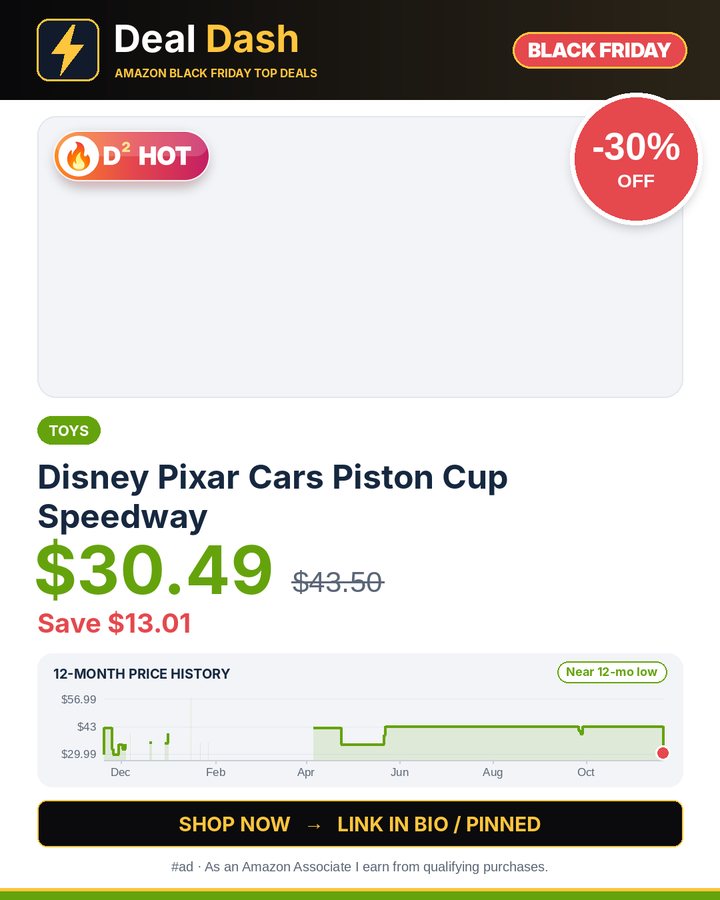 Deal Dash
AMAZON BLACK FRIDAY TOP DEALS
BLACK FRIDAY
🔥 D² HOT
-30%
OFF
TOYS
Disney Pixar Cars Piston Cup
Speedway
$30.49 $43.50
Save $13.01
12-MONTH PRICE HISTORY
Near 12-mo low
$56.99
$43
$29.99
Dec Feb Apr Jun Aug Oct
SHOP NOW → LINK IN BIO / PINNED
#ad · As an Amazon Associate I earn from qualifying purchases.